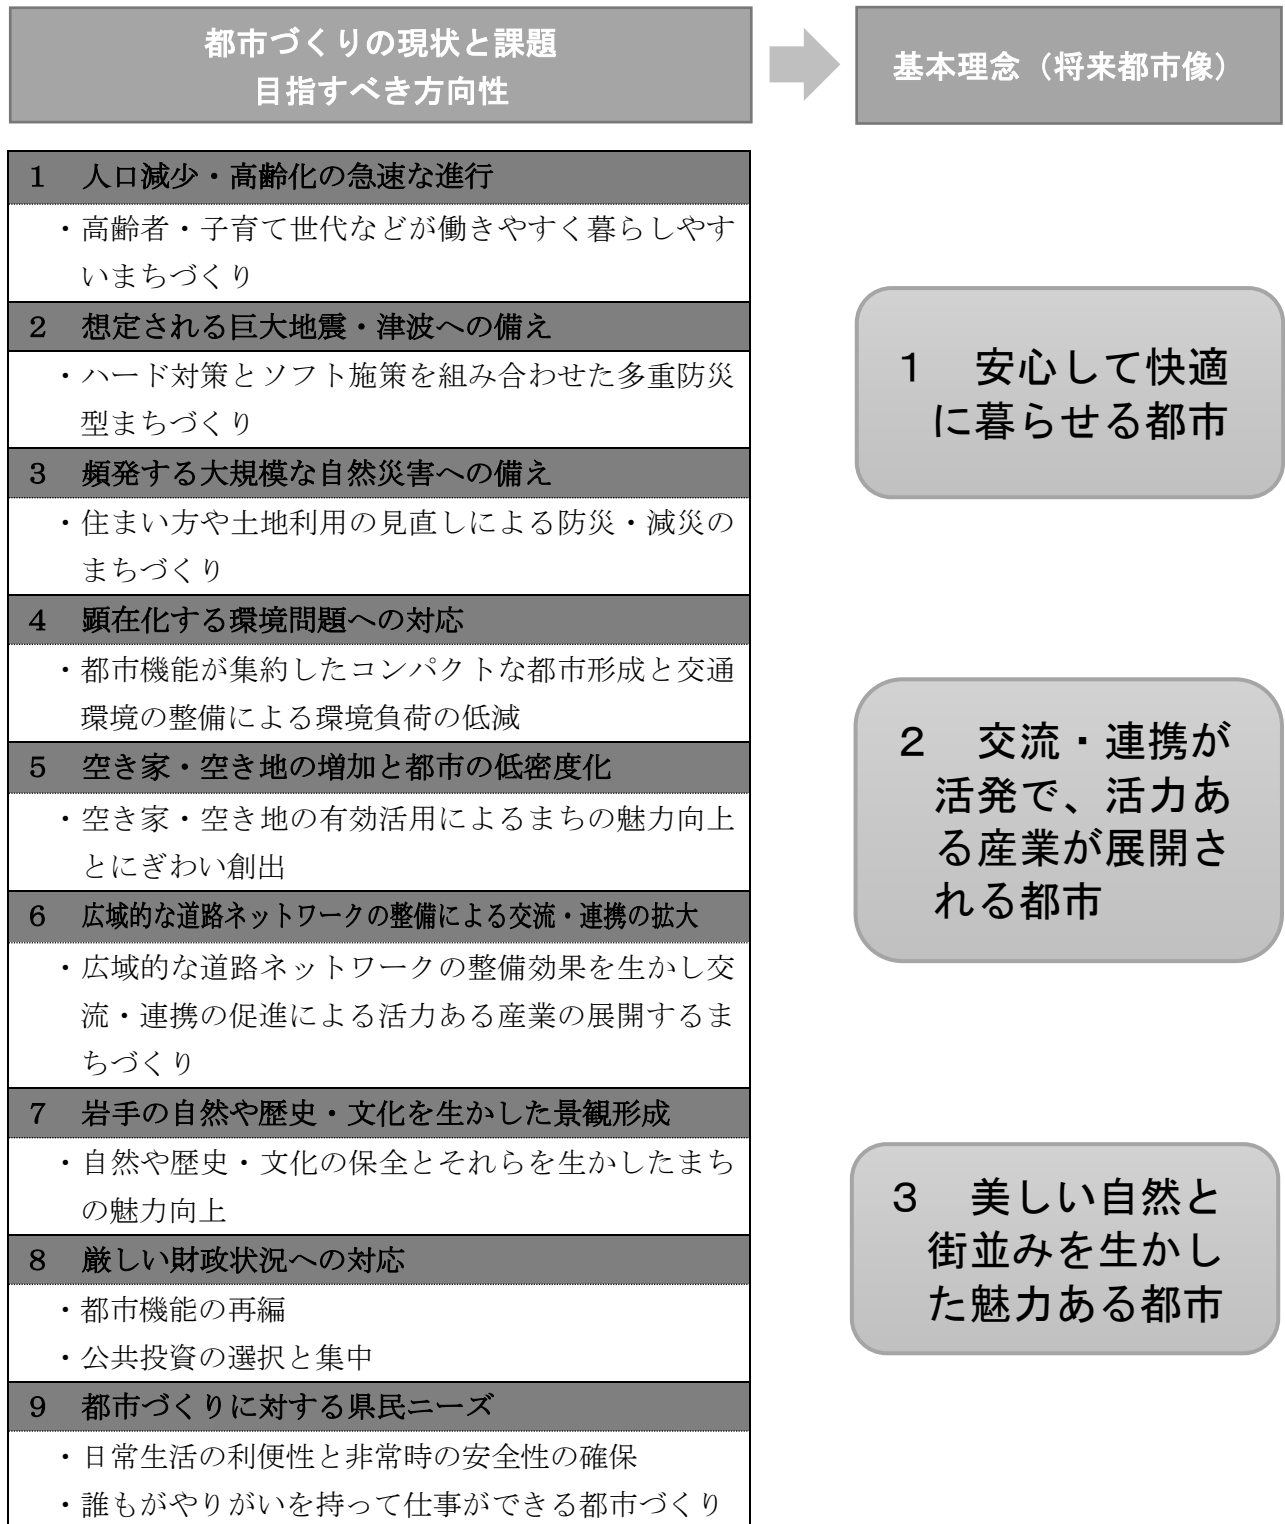 都市づくりの現状と課題
目指すべき方向性
基本理念（将来都市像）
1　人口減少・高齢化の急速な進行
・高齢者・子育て世代などが働きやすく暮らしやす
いまちづくり
2　想定される巨大地震・津波への備え
・ハード対策とソフト施策を組み合わせた多重防災
型まちづくり
3　頻発する大規模な自然災害への備え
・住まい方や土地利用の見直しによる防災・減災の
まちづくり
4　顕在化する環境問題への対応
・都市機能が集約したコンパクトな都市形成と交通
環境の整備による環境負荷の低減
5　空き家・空き地の増加と都市の低密度化
・空き家・空き地の有効活用によるまちの魅力向上
とにぎわい創出
6　広域的な道路ネットワークの整備による交流・連携の拡大
・広域的な道路ネットワークの整備効果を生かし交
流・連携の促進による活力ある産業の展開するま
ちづくり
7　岩手の自然や歴史・文化を生かした景観形成
・自然や歴史・文化の保全とそれらを生かしたまち
の魅力向上
8　厳しい財政状況への対応
・都市機能の再編
・公共投資の選択と集中
9　都市づくりに対する県民ニーズ
・日常生活の利便性と非常時の安全性の確保
・誰もがやりがいを持って仕事ができる都市づくり
１　安心して快適
に暮らせる都市
２　交流・連携が
活発で、活力あ
る産業が展開さ
れる都市
３　美しい自然と
街並みを生かし
た魅力ある都市